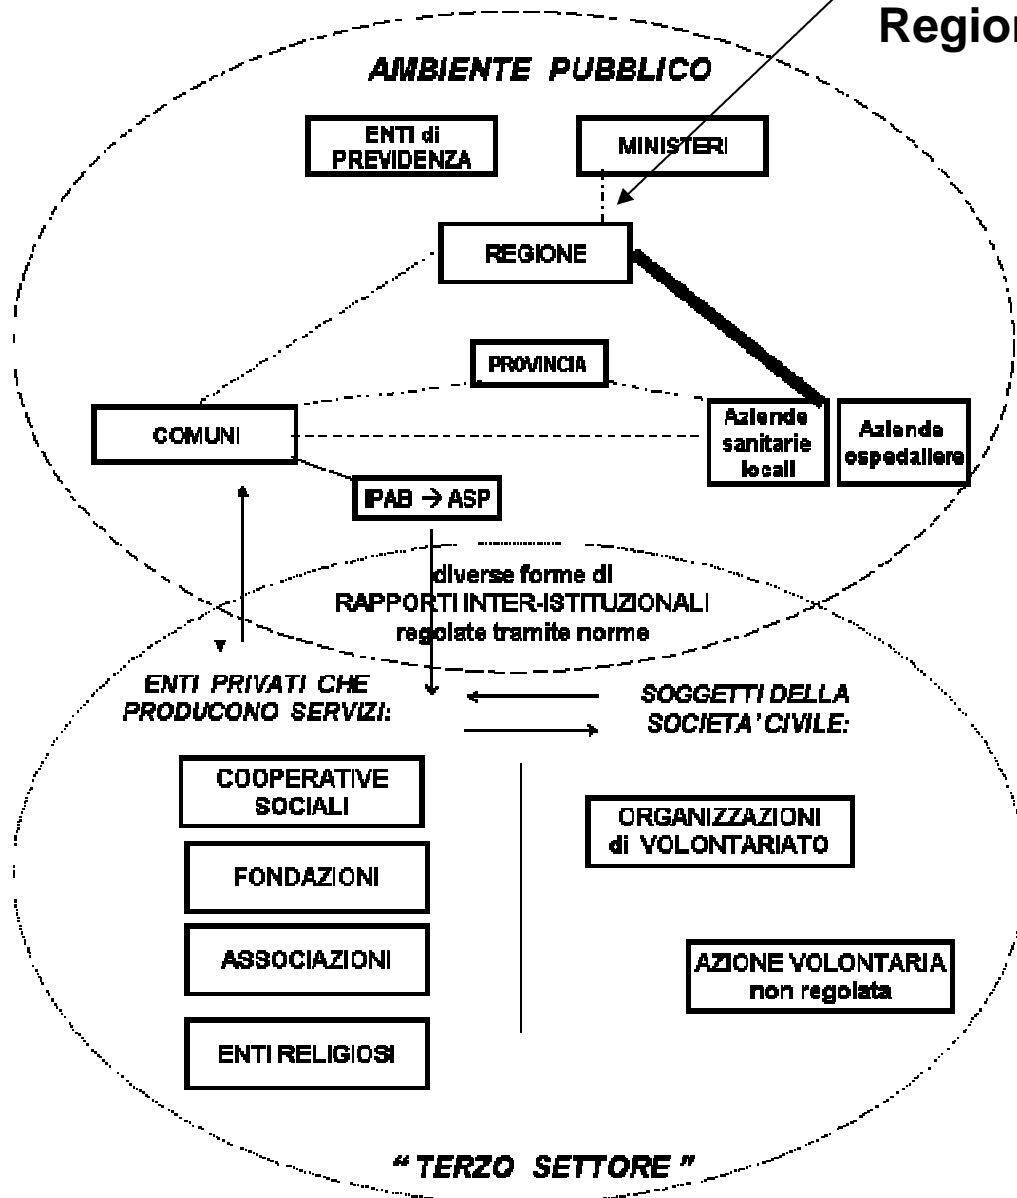 Region
AMBIENTE PUBBLICO
ENTI di
PREVIDENZA
MINISTERI
REGIONE
PROVINCIA
COMUNI
Aziende
sanitarie
locali
Aziende
ospedaliere
IPAB → ASP
diverse forme di
RAPPORTI INTER-ISTITUZIONALI
regolate tramite norme
ENTI PRIVATI CHE
PRODUCONO SERVIZI:
SOGGETTI DELLA
SOCIETA' CIVILE:
COOPERATIVE
SOCIALI
FONDAZIONI
ASSOCIAZIONI
ENTI RELIGIOSI
ORGANIZZAZIONI
di VOLONTARIATO
AZIONE VOLONTARIA
non regolata
“ TERZO SETTORE ”